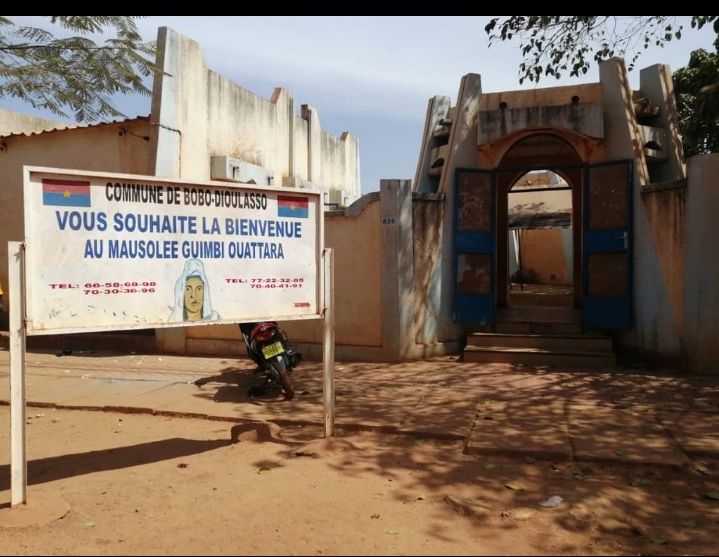 COMMUNE DE BOBO-DIOULASSO
VOUS SOUHAITE LA BIENVENUE
AU MAUSOLEE GUIMBI OUATTARA
TEL: 66-58-68-98
70-30-36-96
TEL: 77-22-32-85
70-40-41-91